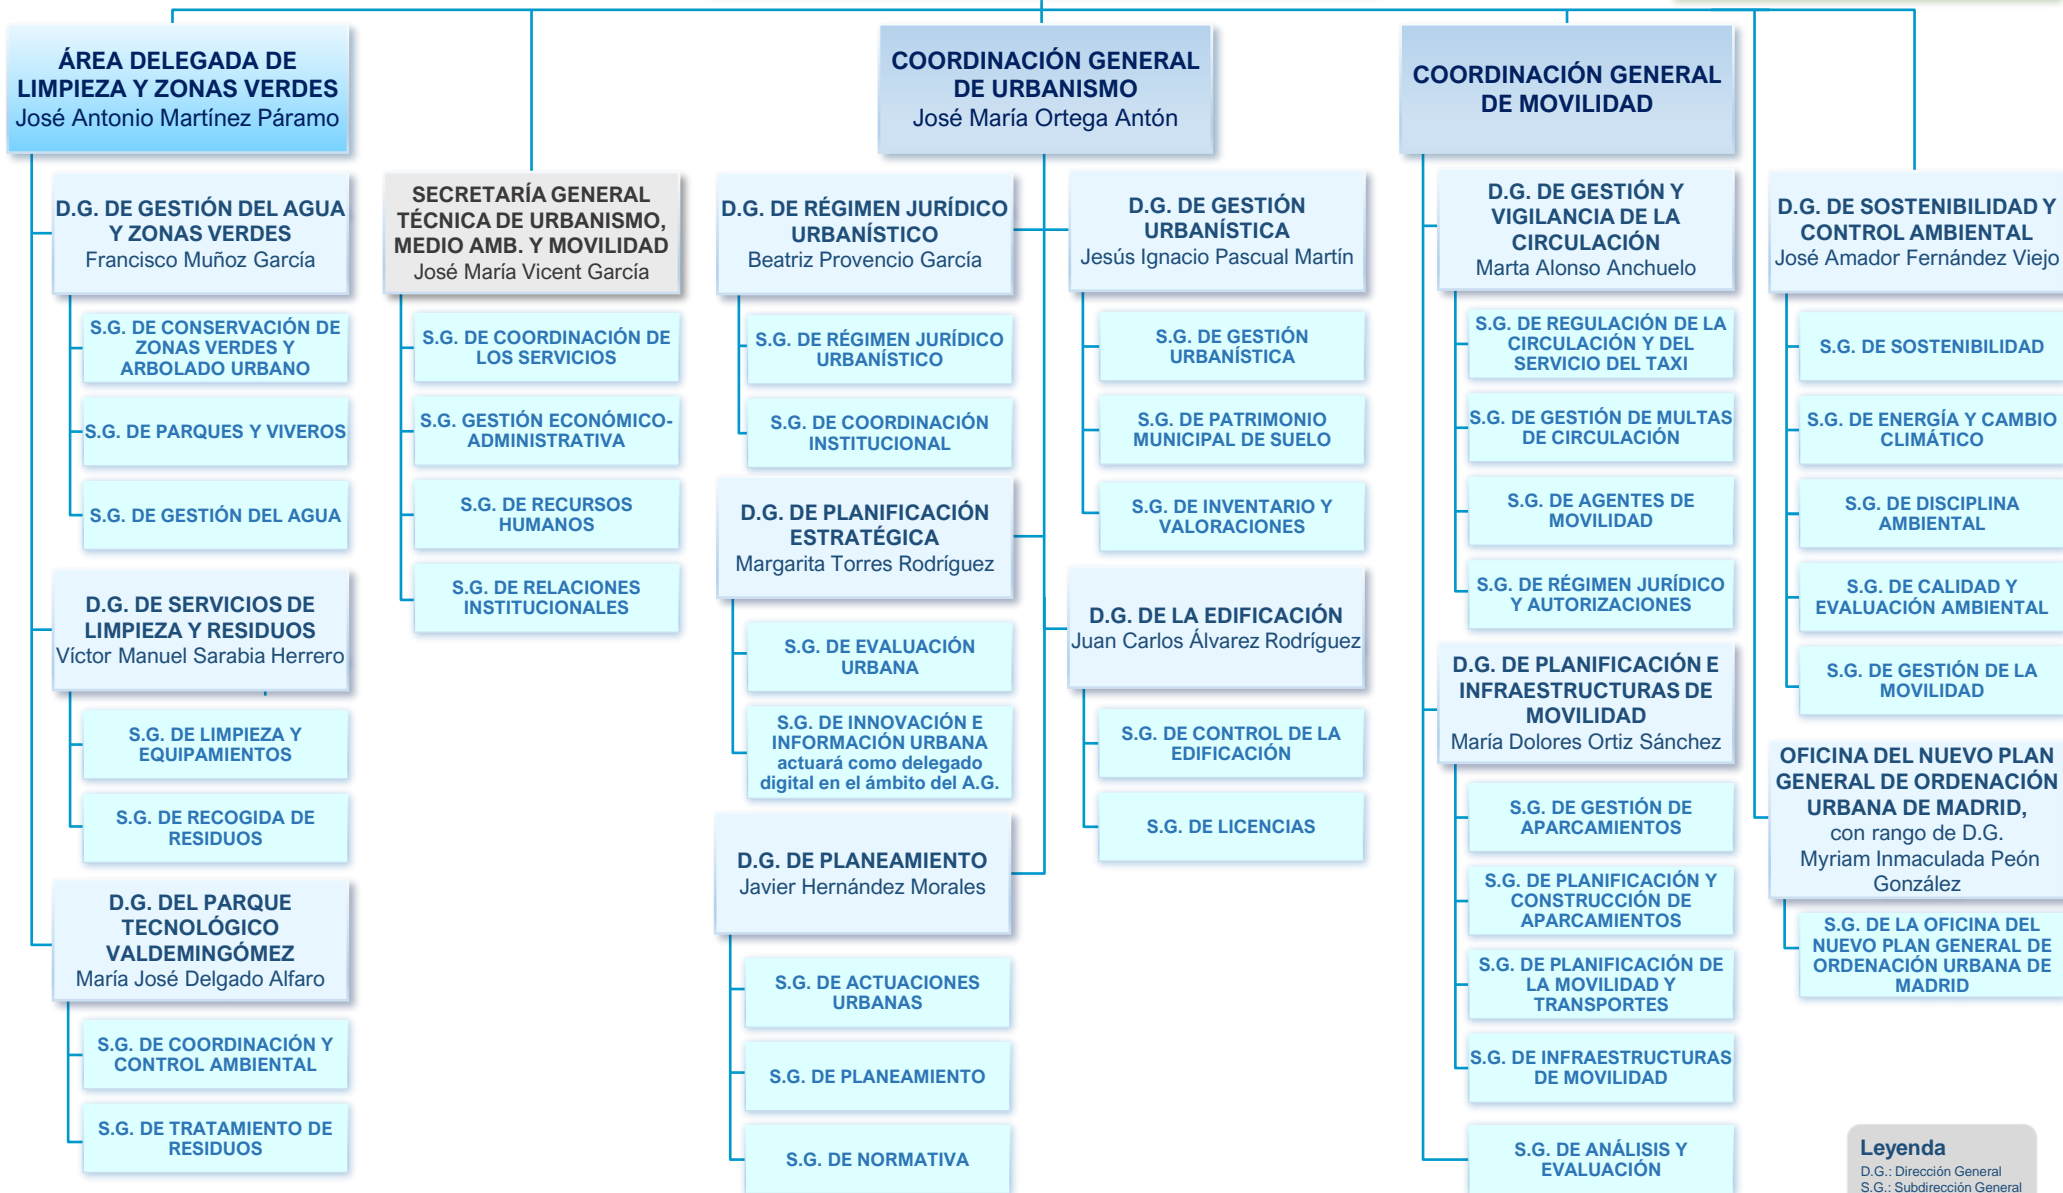 ÁREA DELEGADA DE
LIMPIEZA Y ZONAS VERDES
José Antonio Martínez Páramo
D.G. DE GESTIÓN DEL AGUA
Y ZONAS VERDES
Francisco Muñoz García
S.G. DE CONSERVACIÓN DE
ZONAS VERDES Y
ARBOLADO URBANO
S.G. DE PARQUES Y VIVEROS
S.G. DE GESTIÓN DEL AGUA
D.G. DE SERVICIOS DE
LIMPIEZA Y RESIDUOS
Víctor Manuel Sarabia Herrero
S.G. DE LIMPIEZA Y
EQUIPAMIENTOS
S.G. DE RECOGIDA DE
RESIDUOS
D.G. DEL PARQUE
TECNOLÓGICO
VALDEMINGÓMEZ
María José Delgado Alfaro
S.G. DE COORDINACIÓN Y
CONTROL AMBIENTAL
S.G. DE TRATAMIENTO DE
RESIDUOS
SECRETARÍA GENERAL
TÉCNICA DE URBANISMO,
MEDIO AMB. Y MOVILIDAD
José María Vicent García
S.G. DE COORDINACIÓN DE
LOS SERVICIOS
S.G. GESTIÓN ECONÓMICO-
ADMINISTRATIVA
S.G. DE RECURSOS
HUMANOS
S.G. DE RELACIONES
INSTITUCIONALES
COORDINACIÓN GENERAL
DE URBANISMO
José María Ortega Antón
D.G. DE RÉGIMEN JURÍDICO
URBANÍSTICO
Beatriz Provencio García
S.G. DE RÉGIMEN JURÍDICO
URBANÍSTICO
S.G. DE COORDINACIÓN
INSTITUCIONAL
D.G. DE PLANIFICACIÓN
ESTRATÉGICA
Margarita Torres Rodríguez
S.G. DE EVALUACIÓN
URBANA
S.G. DE INNOVACIÓN E
INFORMACIÓN URBANA
actuará como delegado
digital en el ámbito del A.G.
D.G. DE PLANEAMIENTO
Javier Hernández Morales
S.G. DE ACTUACIONES
URBANAS
S.G. DE PLANEAMIENTO
S.G. DE NORMATIVA
D.G. DE GESTIÓN
URBANÍSTICA
Jesús Ignacio Pascual Martín
S.G. DE GESTIÓN
URBANÍSTICA
S.G. DE PATRIMONIO
MUNICIPAL DE SUELO
S.G. DE INVENTARIO Y
VALORACIONES
D.G. DE LA EDIFICACIÓN
Juan Carlos Álvarez Rodríguez
S.G. DE CONTROL DE LA
EDIFICACIÓN
S.G. DE LICENCIAS
COORDINACIÓN GENERAL
DE MOVILIDAD
D.G. DE GESTIÓN Y
VIGILANCIA DE LA
CIRCULACIÓN
Marta Alonso Anchuelo
S.G. DE REGULACIÓN DE LA
CIRCULACIÓN Y DEL
SERVICIO DEL TAXI
S.G. DE GESTIÓN DE MULTAS
DE CIRCULACIÓN
S.G. DE AGENTES DE
MOVILIDAD
S.G. DE RÉGIMEN JURÍDICO
Y AUTORIZACIONES
D.G. DE PLANIFICACIÓN E
INFRAESTRUCTURAS DE
MOVILIDAD
María Dolores Ortiz Sánchez
S.G. DE GESTIÓN DE
APARCAMIENTOS
S.G. DE PLANIFICACIÓN Y
CONSTRUCCIÓN DE
APARCAMIENTOS
S.G. DE PLANIFICACIÓN DE
LA MOVILIDAD Y
TRANSPORTES
S.G. DE INFRAESTRUCTURAS
DE MOVILIDAD
S.G. DE ANÁLISIS Y
EVALUACIÓN
D.G. DE SOSTENIBILIDAD Y
CONTROL AMBIENTAL
José Amador Fernández Viejo
S.G. DE SOSTENIBILIDAD
S.G. DE ENERGÍA Y CAMBIO
CLIMÁTICO
S.G. DE DISCIPLINA
AMBIENTAL
S.G. DE CALIDAD Y
EVALUACIÓN AMBIENTAL
S.G. DE GESTIÓN DE LA
MOVILIDAD
OFICINA DEL NUEVO PLAN
GENERAL DE ORDENACIÓN
URBANA DE MADRID,
con rango de D.G.
Myriam Inmaculada Peón
González
S.G. DE LA OFICINA DEL
NUEVO PLAN GENERAL DE
ORDENACIÓN URBANA DE
MADRID
Leyenda
D.G.: Dirección General
S.G.: Subdirección General